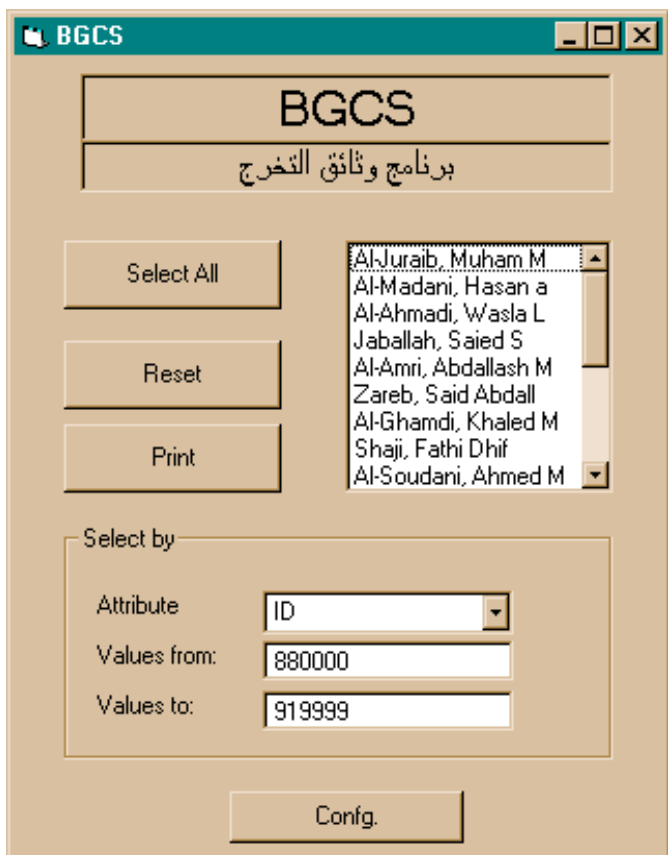 BGCS
BGCS
برنامج وثائق التخرج
Select All
Reset
Print
Al-Juraib, Muham M
Al-Madani, Hasan a
Al-Ahmadi, Wasla L
Jaballah, Saied S
Al-Amri, Abdallash M
Zareb, Said Abdall
Al-Ghamdi, Khaled M
Shaji, Fathi Dhif
Al-Soudani, Ahmed M
Select by
Attribute ID
Values from: 880000
Values to: 919999
Confg.